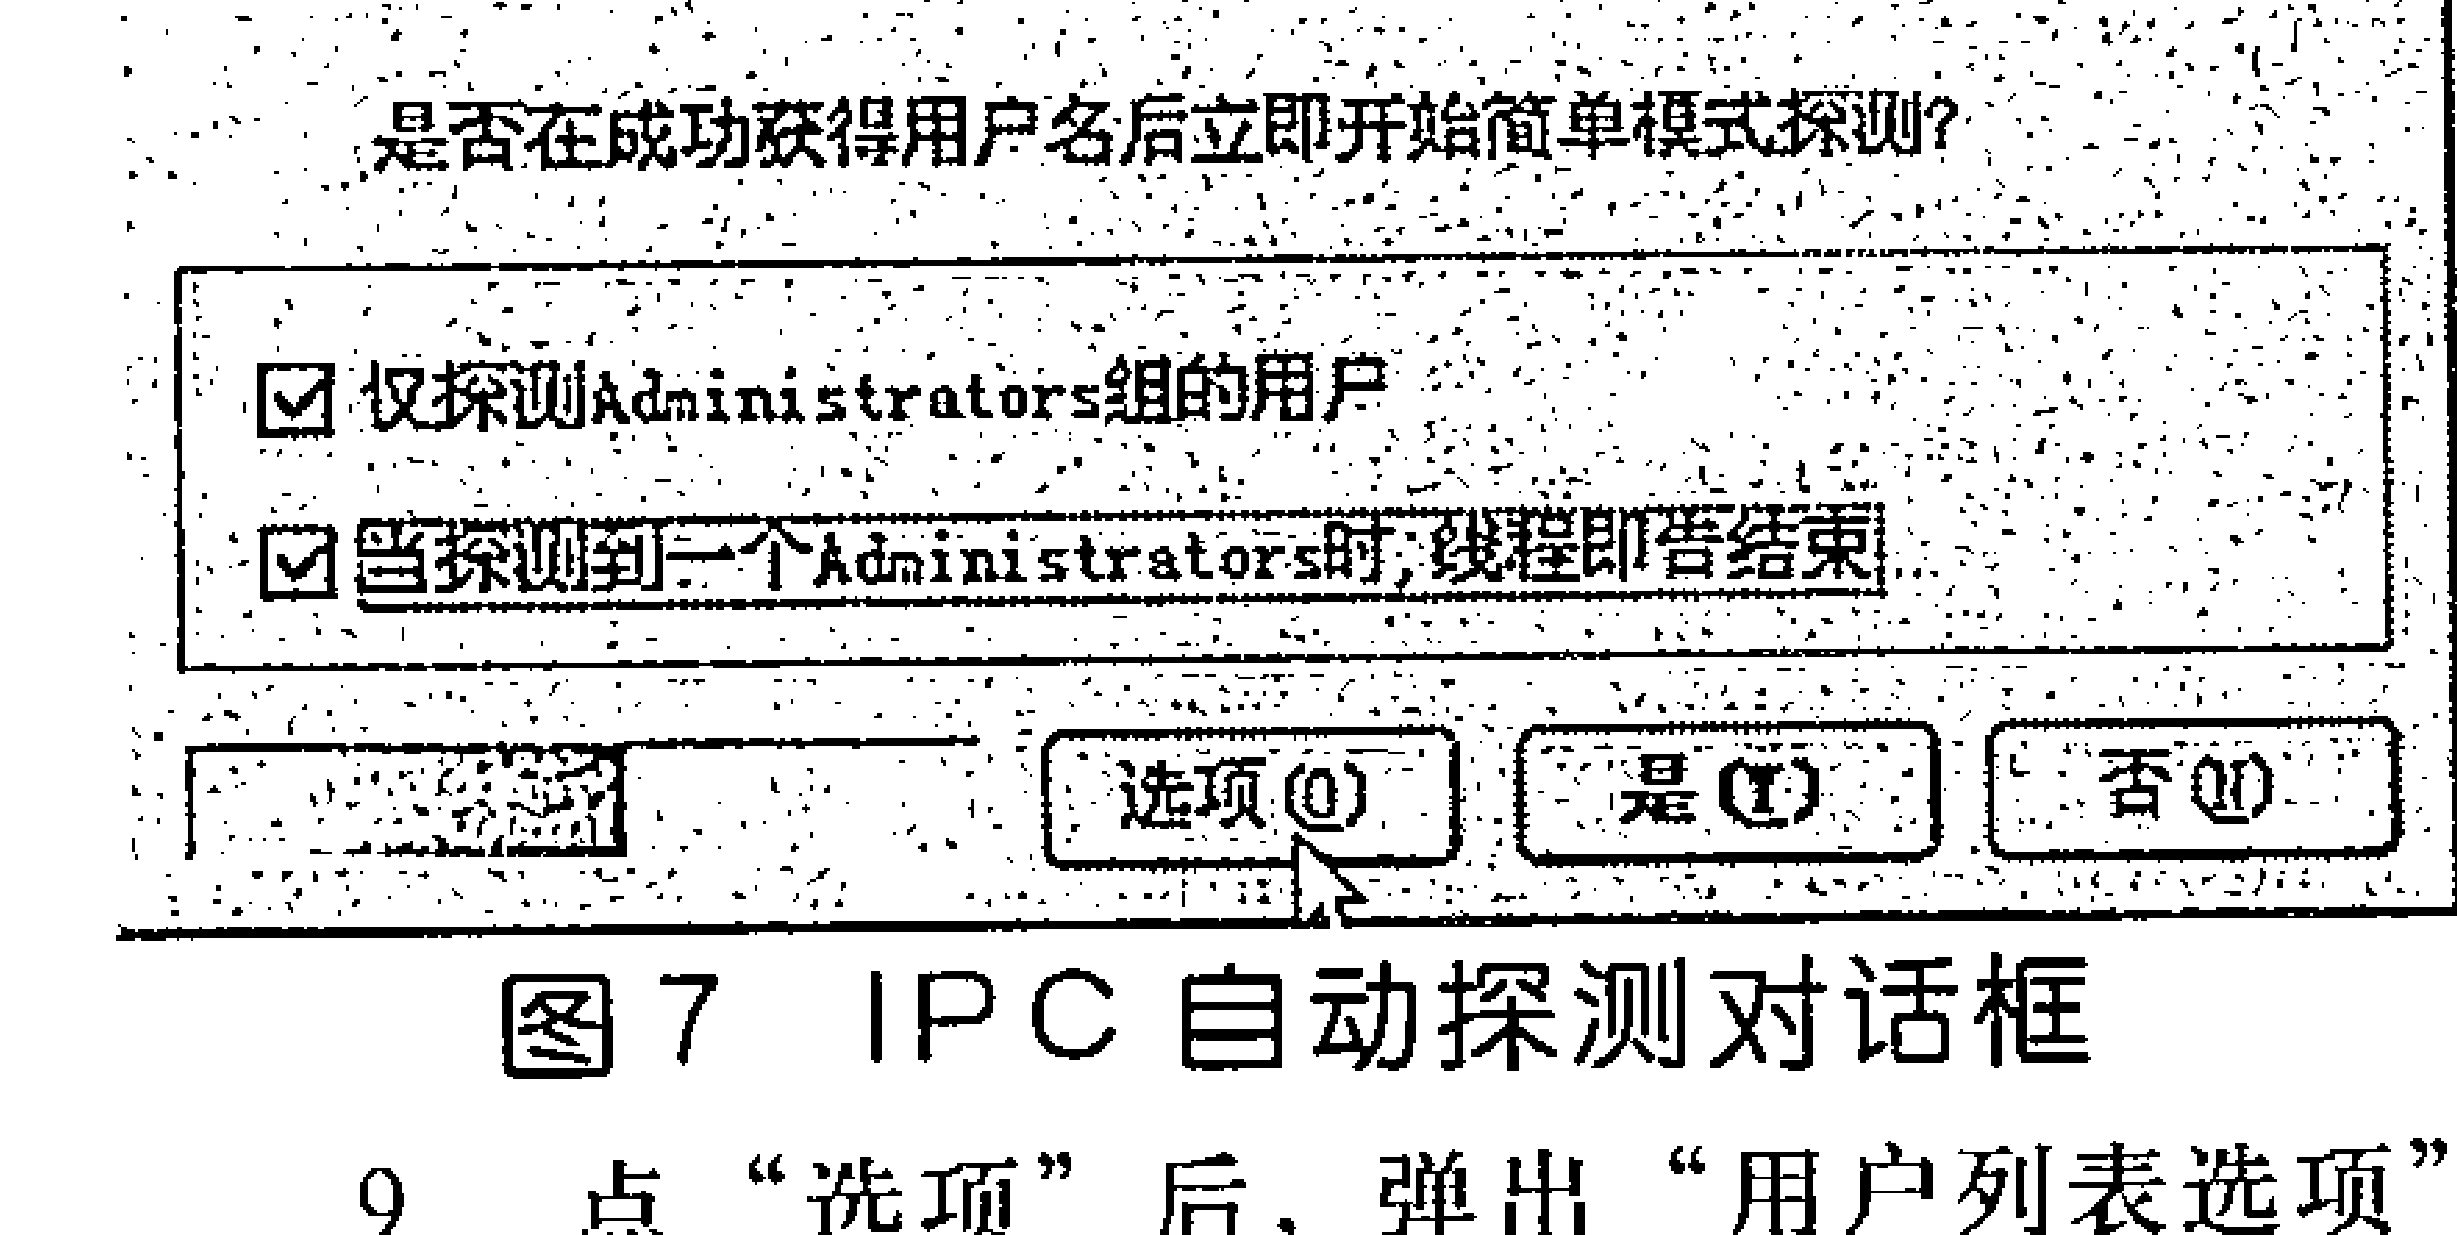 是否在成功获得用户名后立即开始简单模式探测?
仅探测Administrators组的用户
当探测到一个Administrators时,线程即告结束
选项(O) 是(Y) 否(N)
图7 IPC自动探测对话框
9 点“选项”后,弹出“用户列表选项”